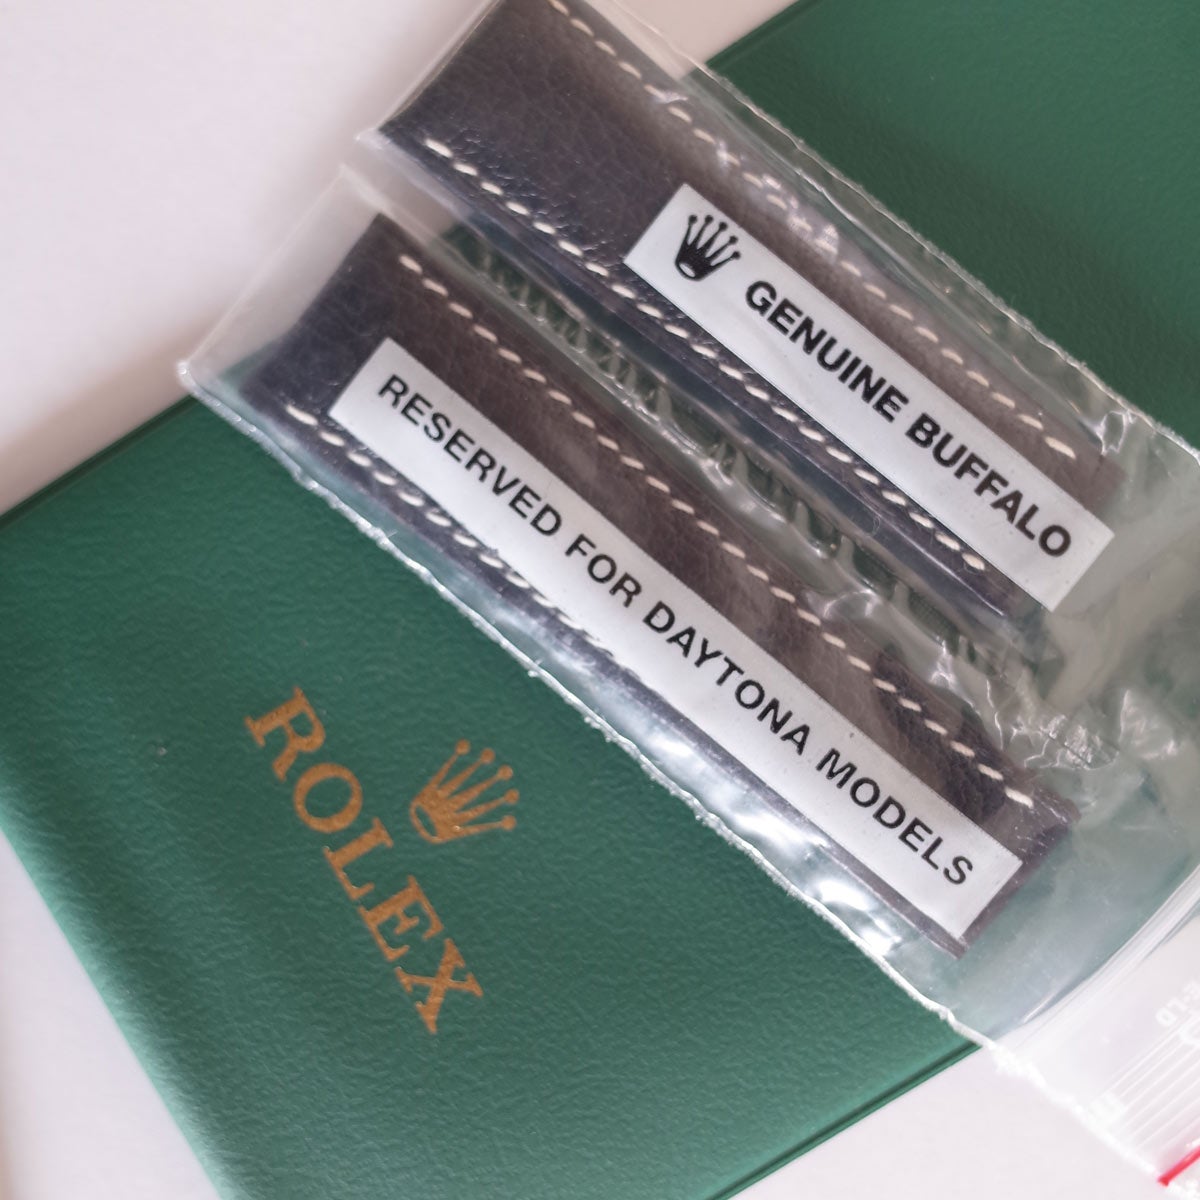 GENUINE BUFFALO
RESERVED FOR DAYTONA MODELS
ROLEX